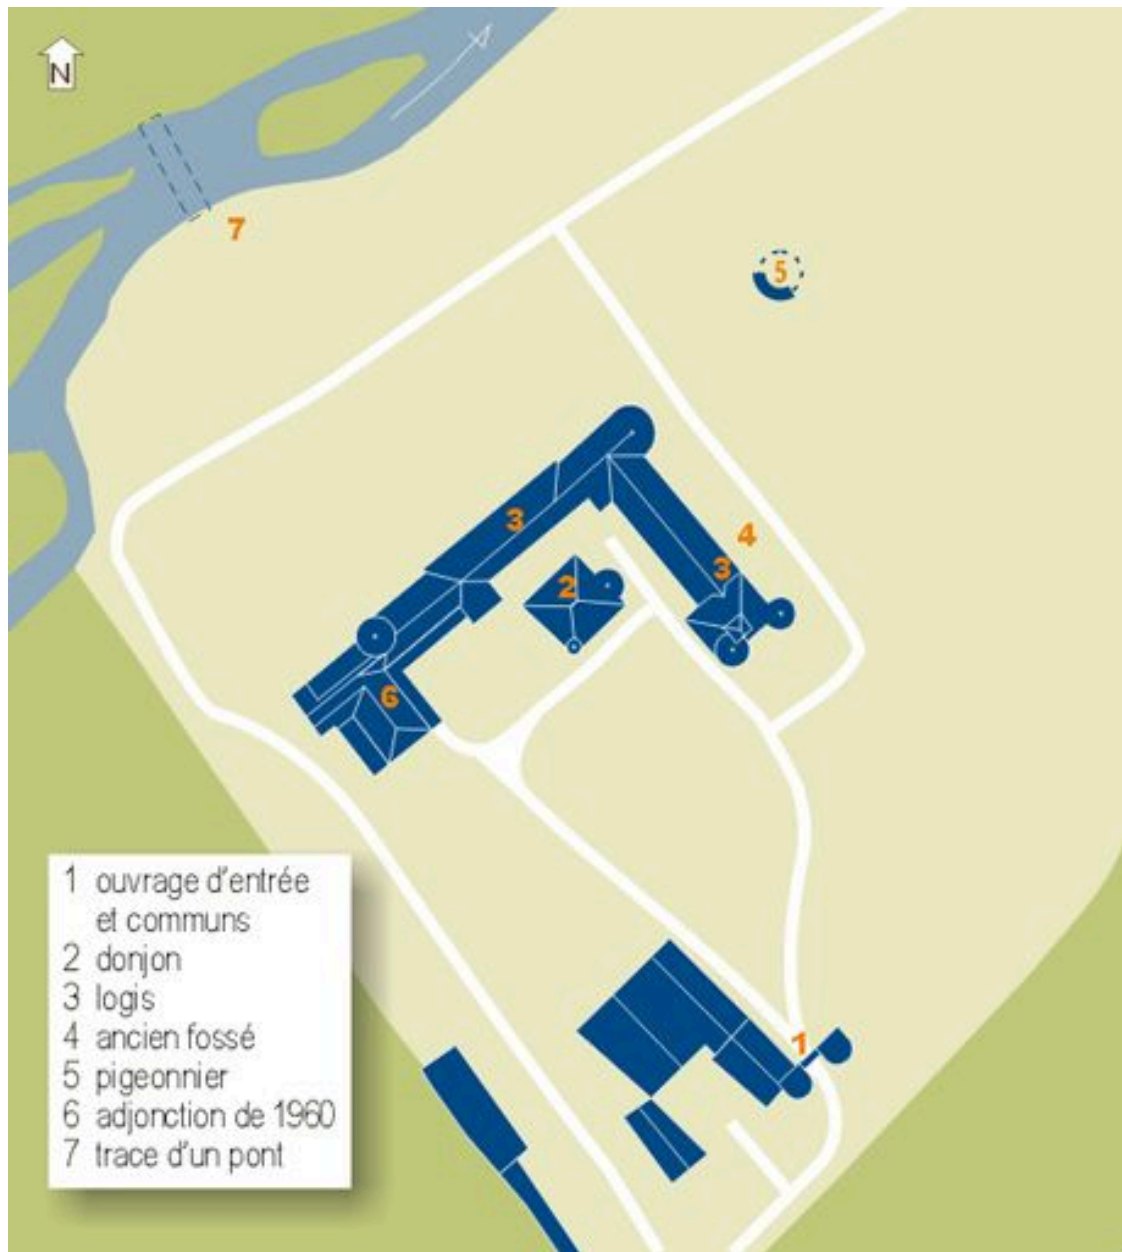 N
7
5
3
4
3
2
6
1
1 ouvrage d'entrée
et communs
2 donjon
3 logis
4 ancien fossé
5 pigeonnier
6 adjonction de 1960
7 trace d'un pont